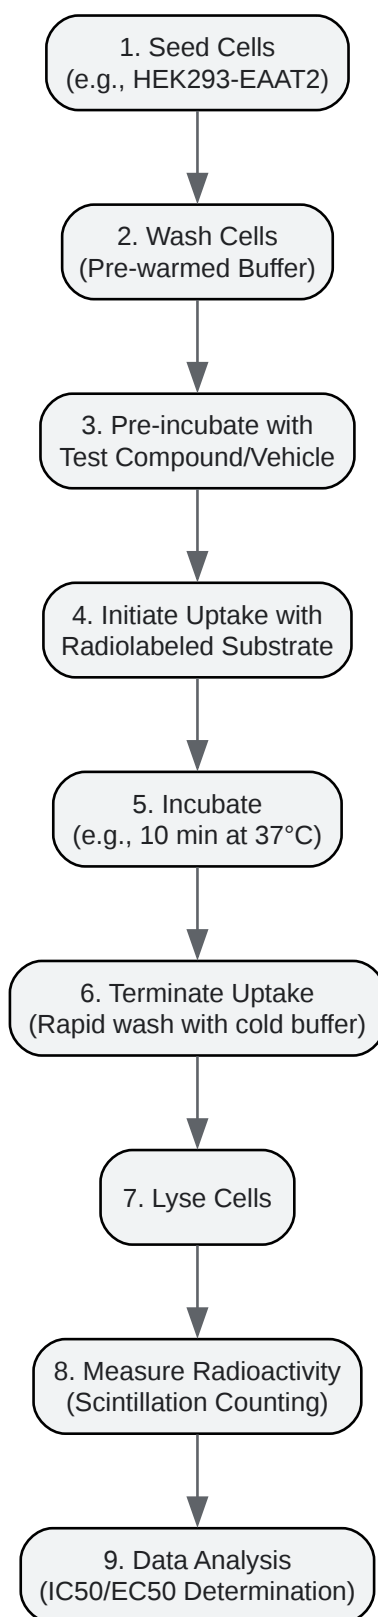 1. Seed Cells
(e.g., HEK293-EAAT2)
2. Wash Cells
(Pre-warmed Buffer)
3. Pre-incubate with
Test Compound/Vehicle
4. Initiate Uptake with
Radiolabeled Substrate
5. Incubate
(e.g., 10 min at 37°C)
6. Terminate Uptake
(Rapid wash with cold buffer)
7. Lyse Cells
8. Measure Radioactivity
(Scintillation Counting)
9. Data Analysis
(IC50/EC50 Determination)